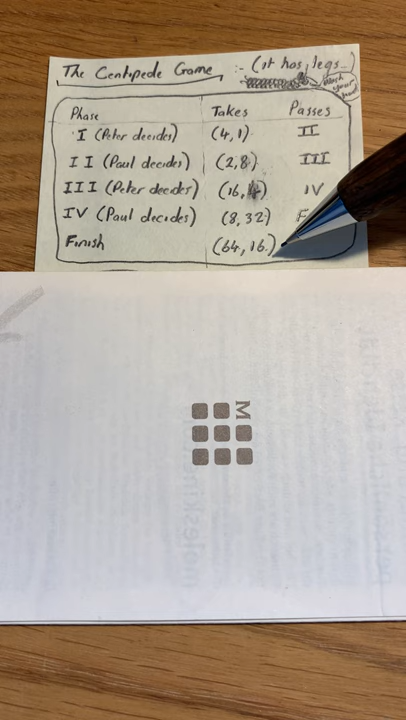 The Centipede Game :- (it has legs..)
Phase Takes Passes
I (Peter decides) (4,1) II
II (Paul decides) (2,8) III
III (Peter decides) (16,4) IV
IV (Paul decides) (8,32) F
Finish (64,16)
M
moleskin